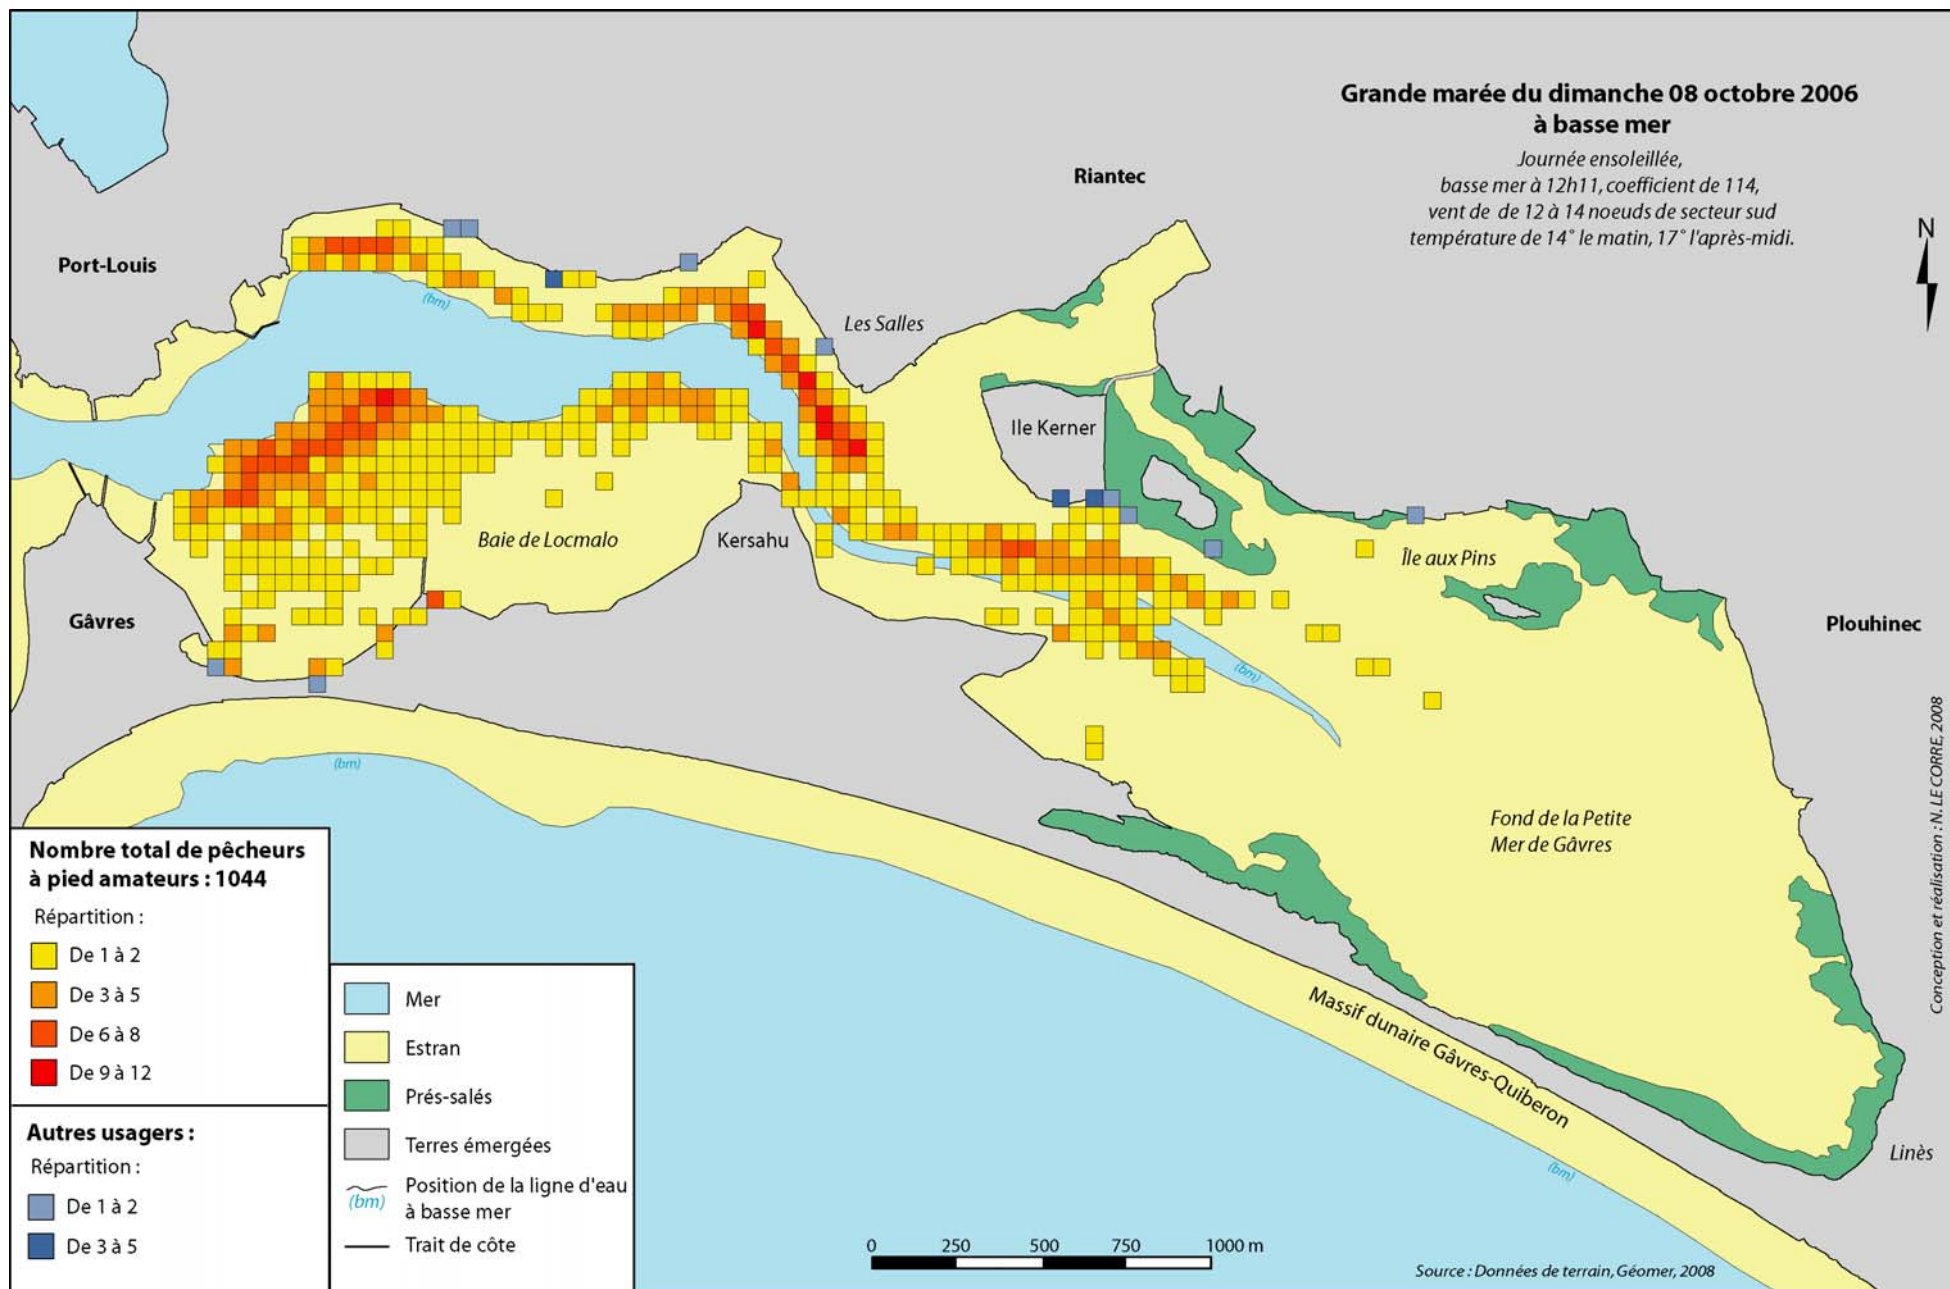 Grande marée du dimanche 08 octobre 2006
à basse mer
Journée ensoleillée,
basse mer à 12h11, coefficient de 114,
vent de de 12 à 14 noeuds de secteur sud
température de 14° le matin, 17° l'après-midi.
N
Riantec
Port-Louis
(bm)
Les Salles
Ile Kerner
Baie de Locmalo
Kersahu
Île aux Pins
Gâvres
Plouhinec
(bm)
(bm)
Fond de la Petite
Mer de Gâvres
Massif dunaire Gâvres-Quiberon
(bm)
Linès
Conception et réalisation : N. LE CORRE, 2008
Nombre total de pêcheurs
à pied amateurs : 1044
Répartition :
De 1 à 2
De 3 à 5
De 6 à 8
De 9 à 12
Autres usagers :
Répartition :
De 1 à 2
De 3 à 5
Mer
Estran
Prés-salés
Terres émergées
Position de la ligne d'eau
(bm) à basse mer
Trait de côte
0 250 500 750 1000 m
Source : Données de terrain, Géomer, 2008